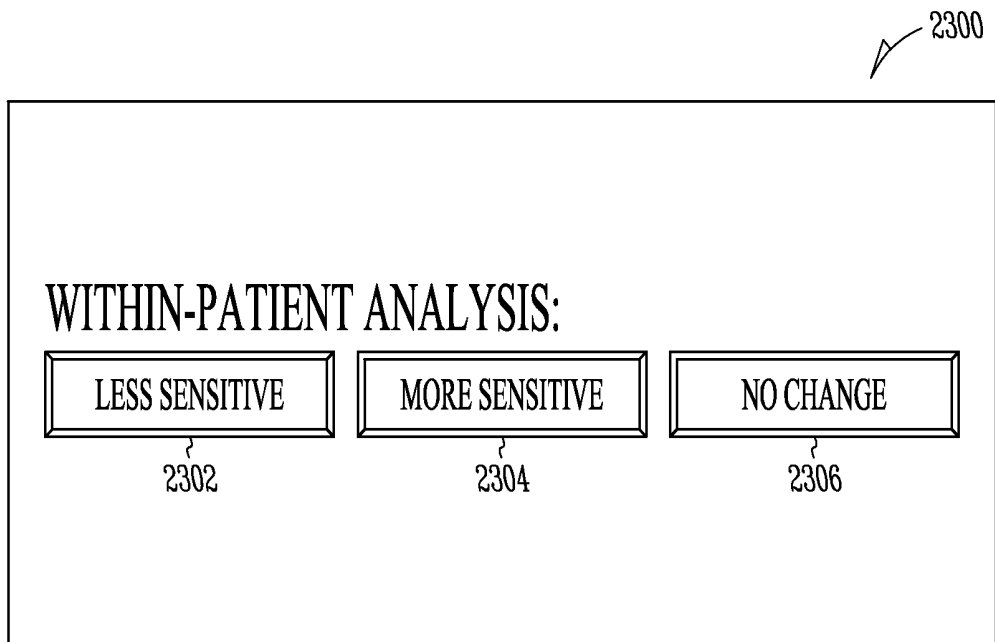 2300
WITHIN-PATIENT ANALYSIS:
LESS SENSITIVE MORE SENSITIVE NO CHANGE
2302 2304 2306